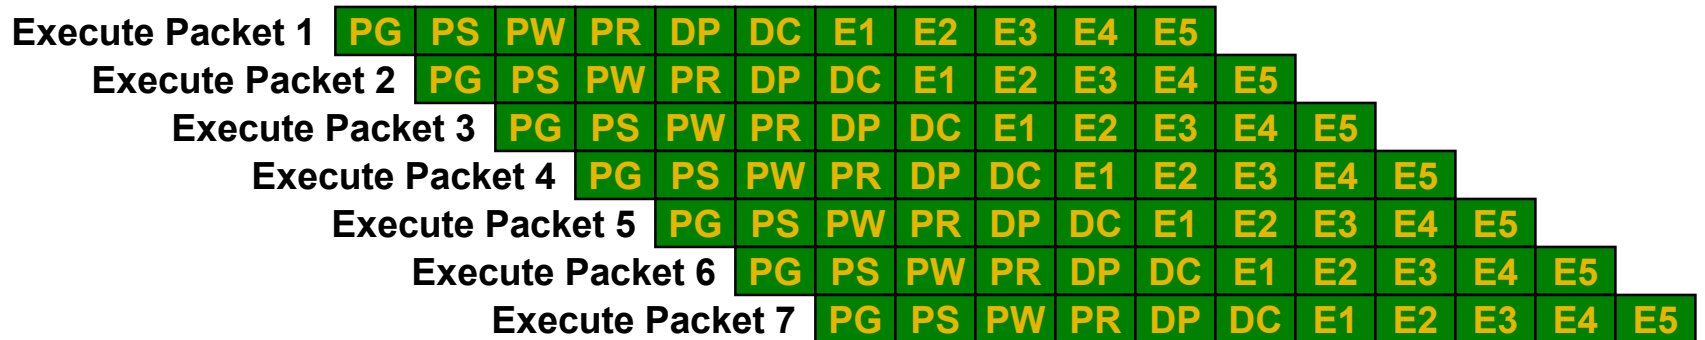 Execute Packet 1 PG PS PW PR DP DC E1 E2 E3 E4 E5
Execute Packet 2 PG PS PW PR DP DC E1 E2 E3 E4 E5
Execute Packet 3 PG PS PW PR DP DC E1 E2 E3 E4 E5
Execute Packet 4 PG PS PW PR DP DC E1 E2 E3 E4 E5
Execute Packet 5 PG PS PW PR DP DC E1 E2 E3 E4 E5
Execute Packet 6 PG PS PW PR DP DC E1 E2 E3 E4 E5
Execute Packet 7 PG PS PW PR DP DC E1 E2 E3 E4 E5